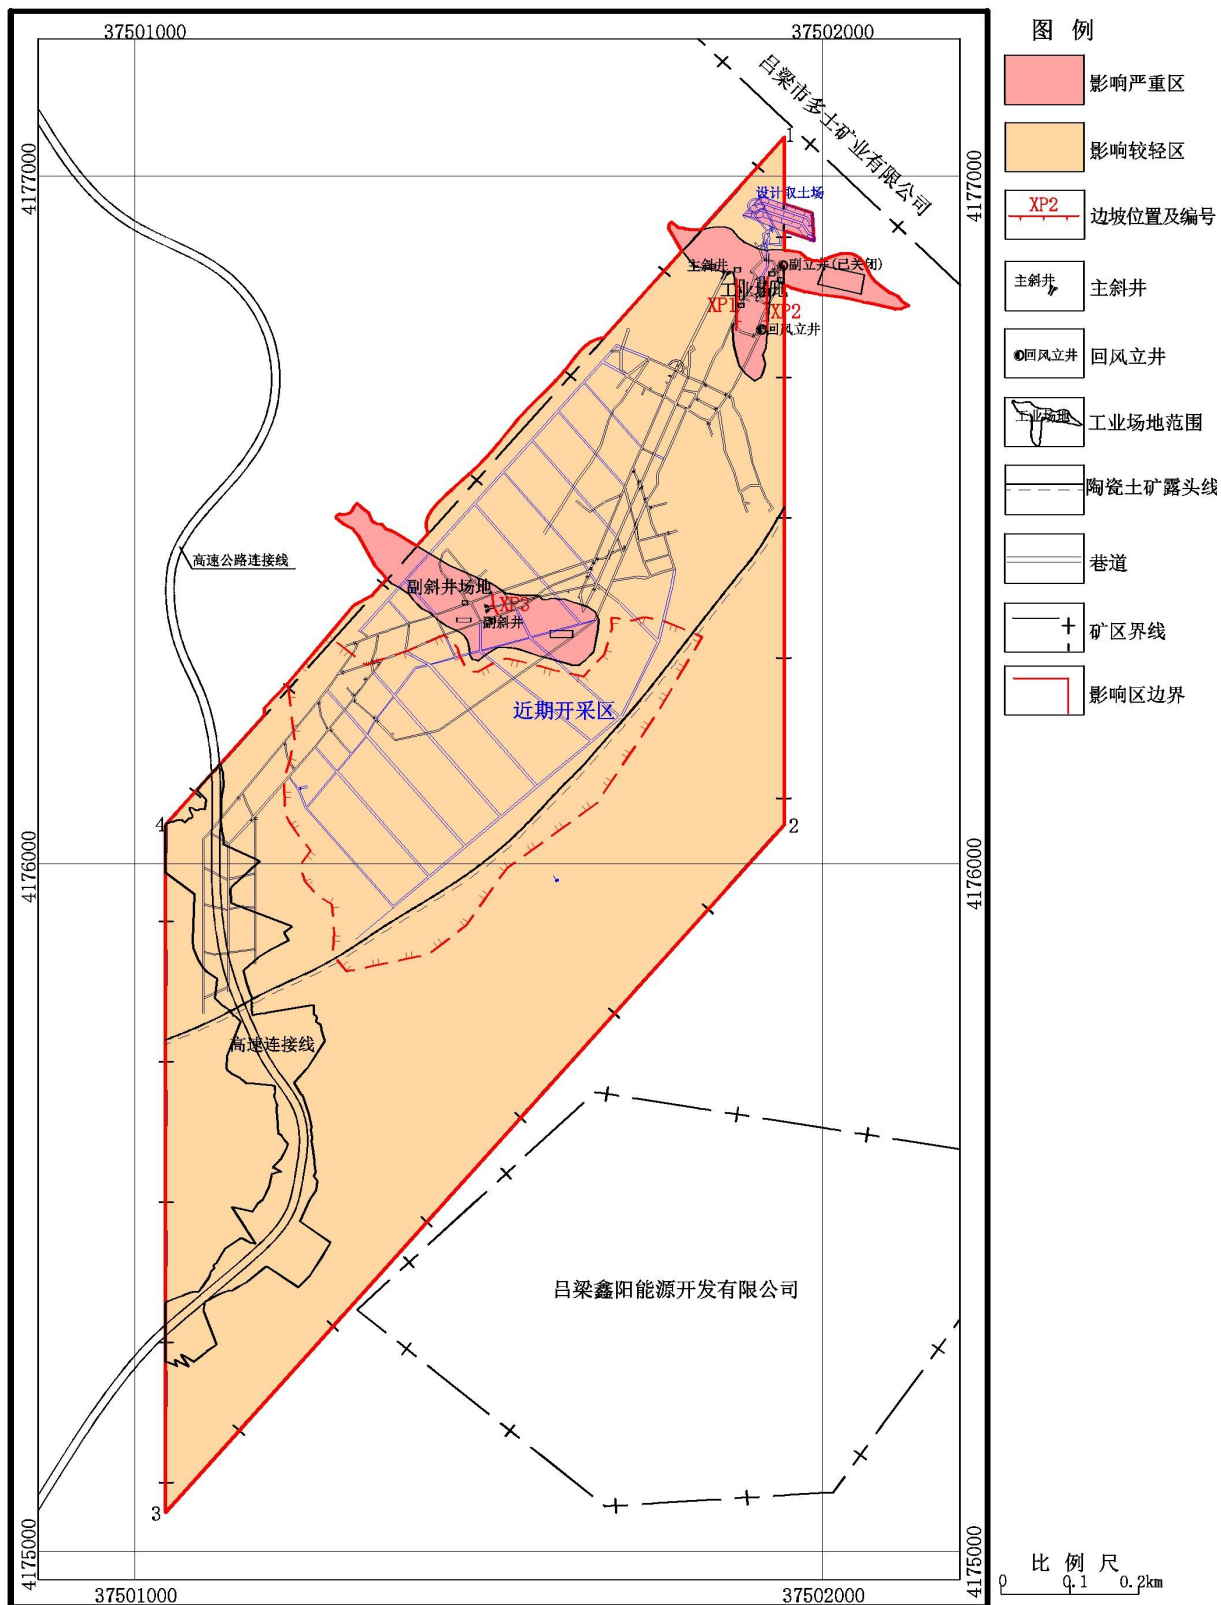 37501000
37502000
图 例
吕梁市多士矿业有限公司
影响严重区
1
影响较轻区
4177000
4177000
设计取土场
XP2
边坡位置及编号
主斜井
副立井(已关闭)
主斜井
主斜井
工业场地
XP1
XP2
回风立井
回风立井
回风立井
工业场地
工业场地范围
陶瓷土矿露头线
高速公路连接线
巷道
副斜井场地
XP3
副斜井
矿区界线
影响区边界
近期开采区
4
2
4176000
4176000
高速连接线
吕梁鑫阳能源开发有限公司
3
4175000
4175000
比 例 尺
0
0.1
0.2km
37501000
37502000